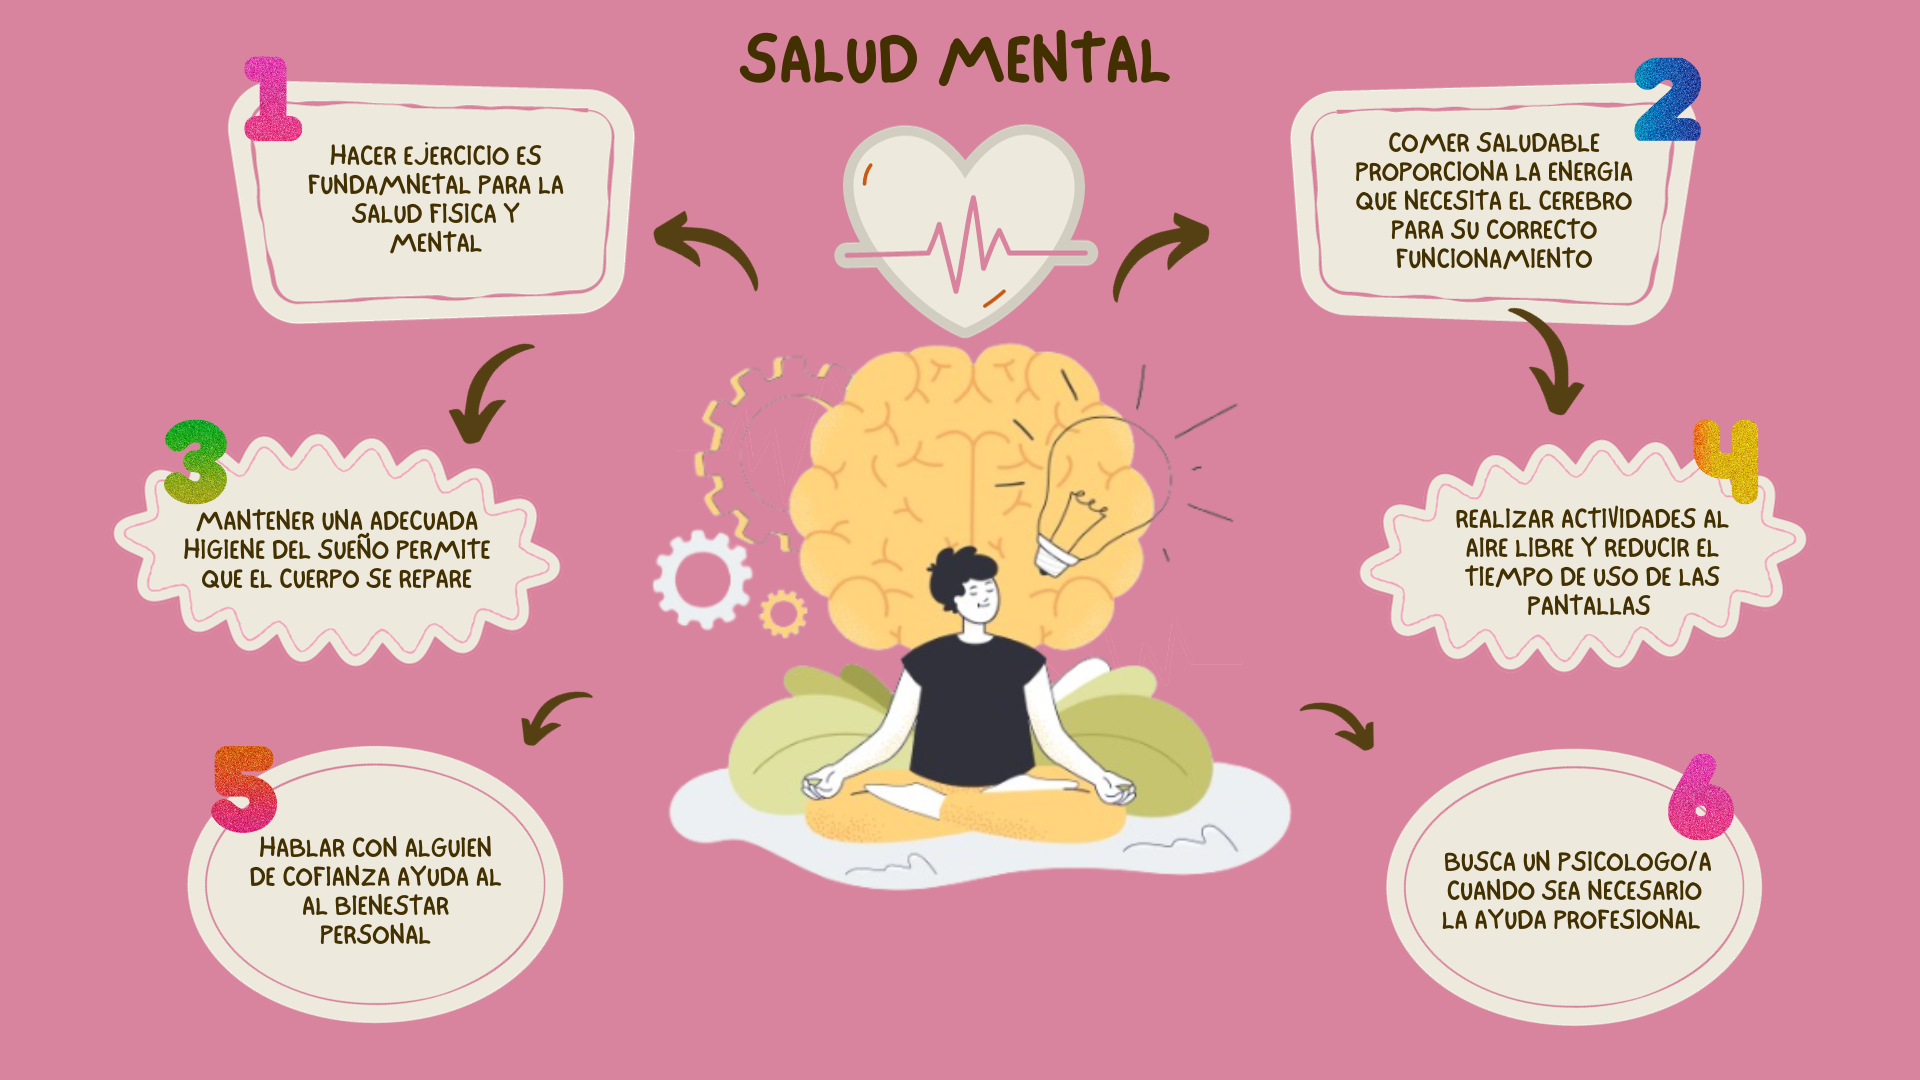 SALUD MENTAL
1
HACER EJERCICIO ES
FUNDAMNETAL PARA LA
SALUD FISICA Y
MENTAL
2
COMER SALUDABLE
PROPORCIONA LA ENERGIA
QUE NECESITA EL CEREBRO
PARA SU CORRECTO
FUNCIONAMIENTO
3
MANTENER UNA ADECUADA
HIGIENE DEL SUEÑO PERMITE
QUE EL CUERPO SE REPARE
4
REALIZAR ACTIVIDADES AL
AIRE LIBRE Y REDUCIR EL
TIEMPO DE USO DE LAS
PANTALLAS
5
HABLAR CON ALGUIEN
DE COFIANZA AYUDA AL
AL BIENESTAR
PERSONAL
6
BUSCA UN PSICOLOGO/A
CUANDO SEA NECESARIO
LA AYUDA PROFESIONAL